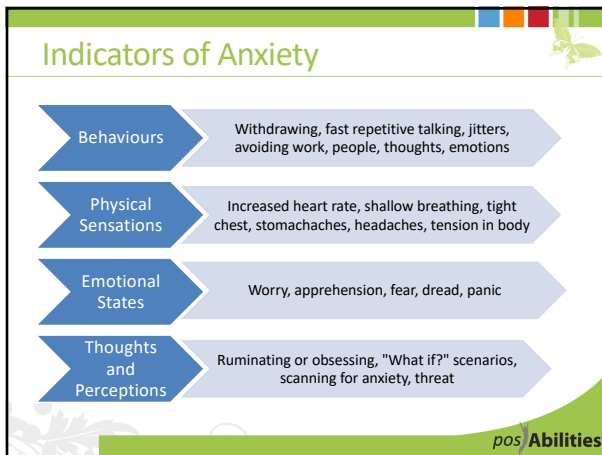 Indicators of Anxiety
Behaviours
Withdrawing, fast repetitive talking, jitters,
avoiding work, people, thoughts, emotions
Physical
Sensations
Increased heart rate, shallow breathing, tight
chest, stomachaches, headaches, tension in body
Emotional
States
Worry, apprehension, fear, dread, panic
Thoughts
and
Perceptions
Ruminating or obsessing, "What if?" scenarios,
scanning for anxiety, threat
posAbilities